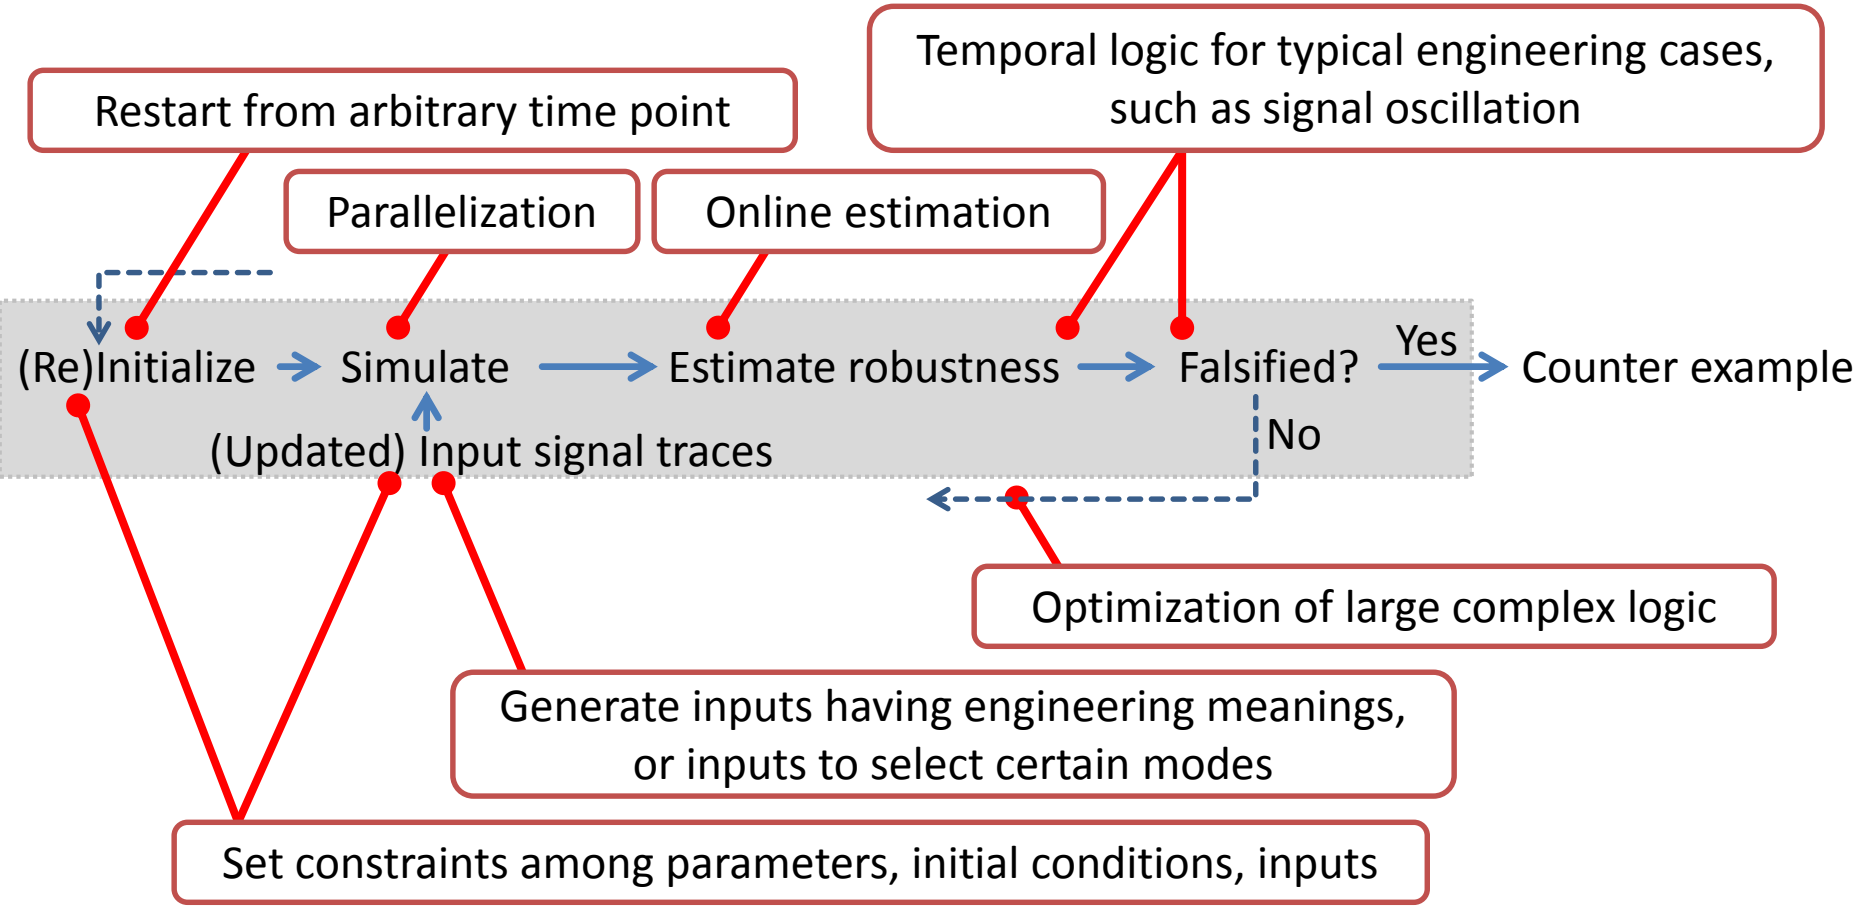 Temporal logic for typical engineering cases,
such as signal oscillation
Restart from arbitrary time point
Parallelization
Online estimation
(Re)Initialize
Simulate
Estimate robustness
Falsified?
Yes
Counter example
No
(Updated) Input signal traces
Optimization of large complex logic
Generate inputs having engineering meanings,
or inputs to select certain modes
Set constraints among parameters, initial conditions, inputs